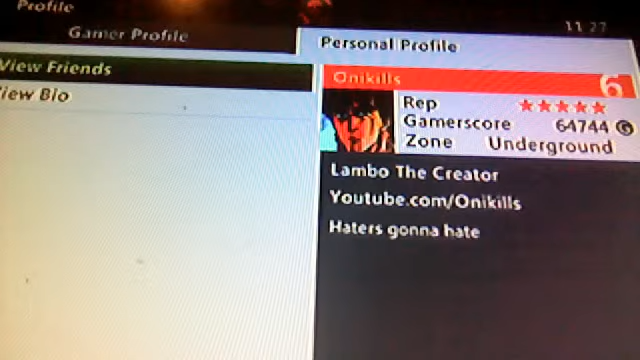 Profile
11:27
Gamer Profile
Personal Profile
View Friends
iew Bio
Onikills 6
Rep
Gamerscore 64744 G
Zone Underground
Lambo The Creator
Youtube.com/Onikills
Haters gonna hate